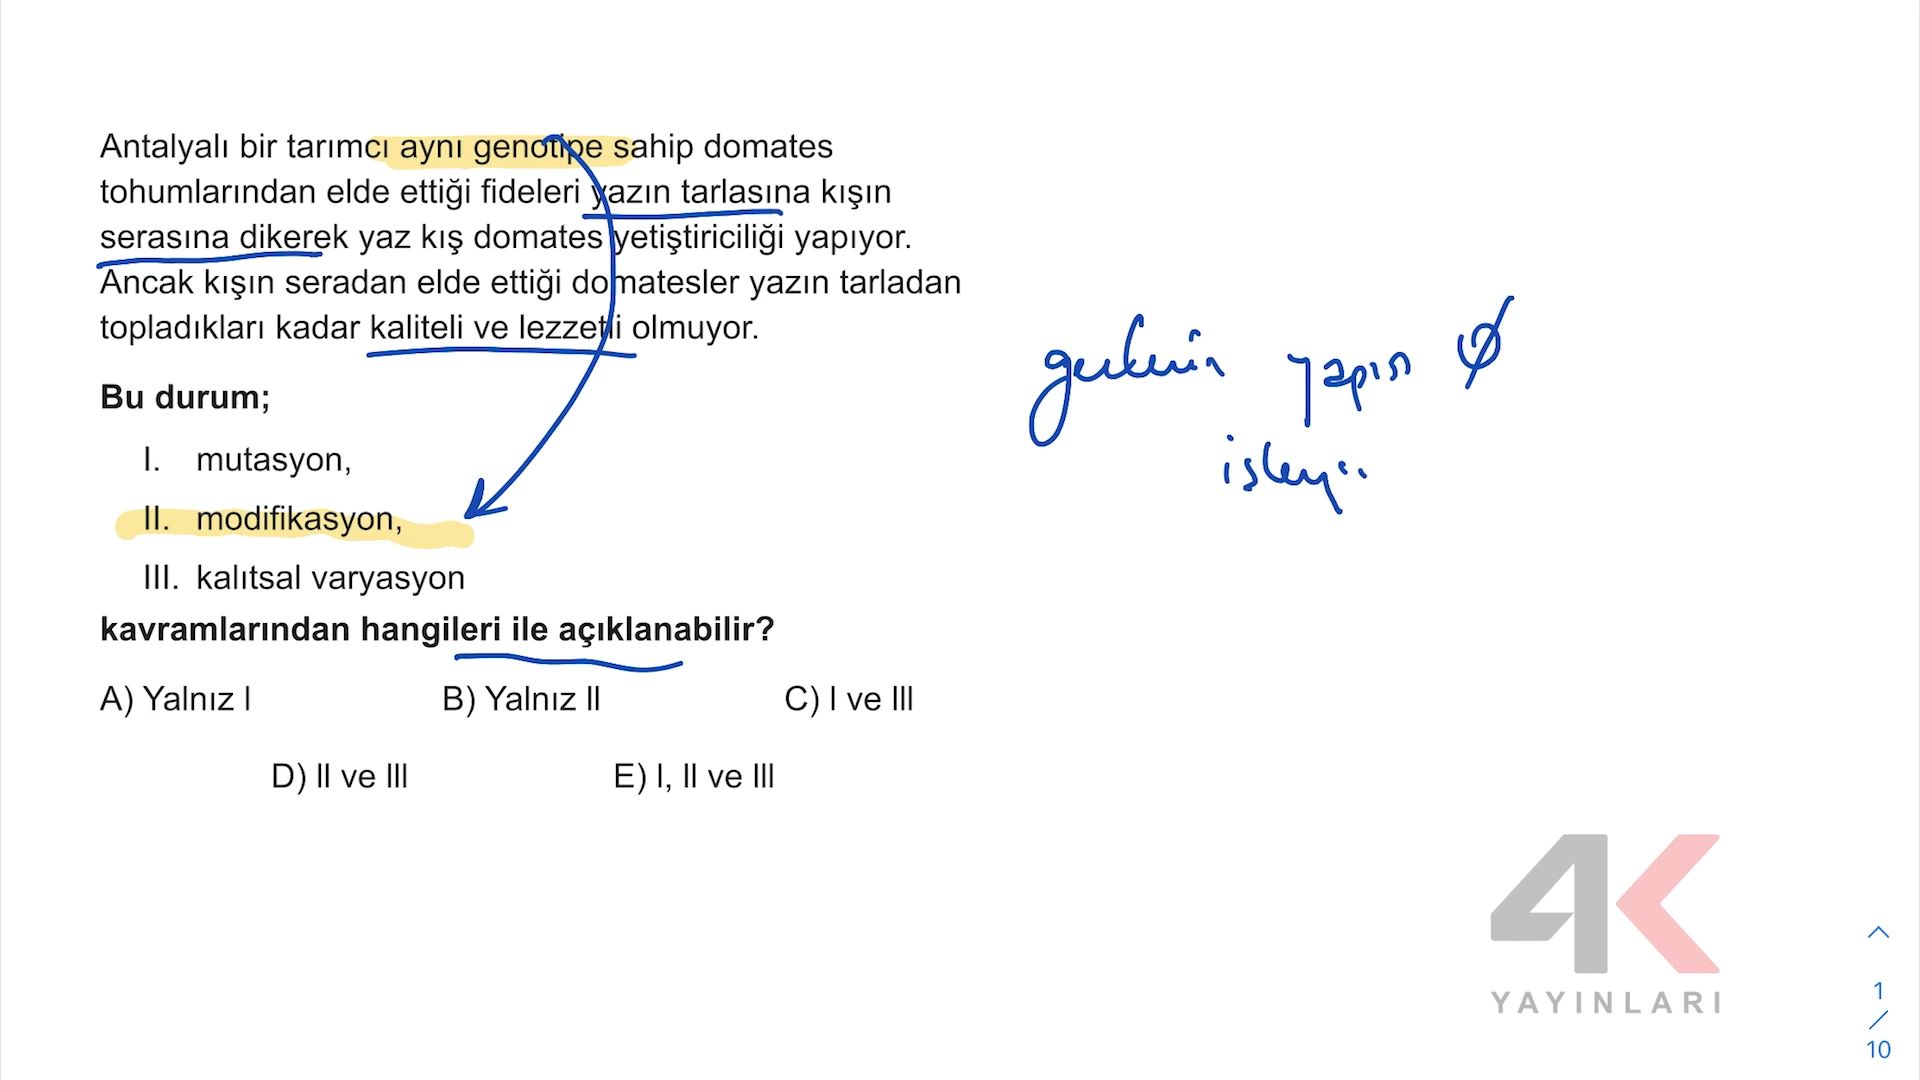 Antalyalı bir tarımcı aynı genotipe sahip domates
tohumlarından elde ettiği fideleri yazın tarlasına kışın
serasına dikerek yaz kış domates yetiştiriciliği yapıyor.
Ancak kışın seradan elde ettiği domatesler yazın tarladan
topladıkları kadar kaliteli ve lezzetli olmuyor.
Bu durum;
I. mutasyon,
II. modifikasyon,
III. kalıtsal varyasyon
kavramlarından hangileri ile açıklanabilir?
A) Yalnız I B) Yalnız II C) I ve III
D) II ve III E) I, II ve III
genlerin yapısı
işley
4K
YAYINLARI
1
/
10